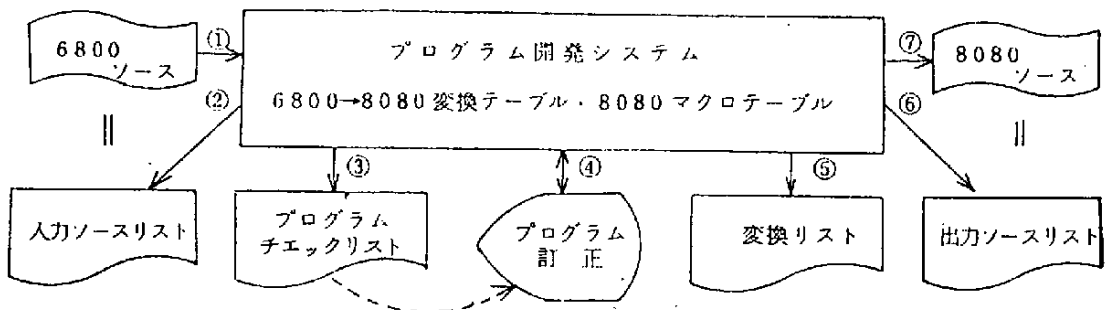 6800
ソース
①
プログラム開発システム
6800→8080変換テーブル・8080マクロテーブル
⑦
8080
ソース
②
③
④
⑤
⑥
入力ソースリスト
プログラム
チエックリスト
プログラム
訂正
変換リスト
出力ソースリスト